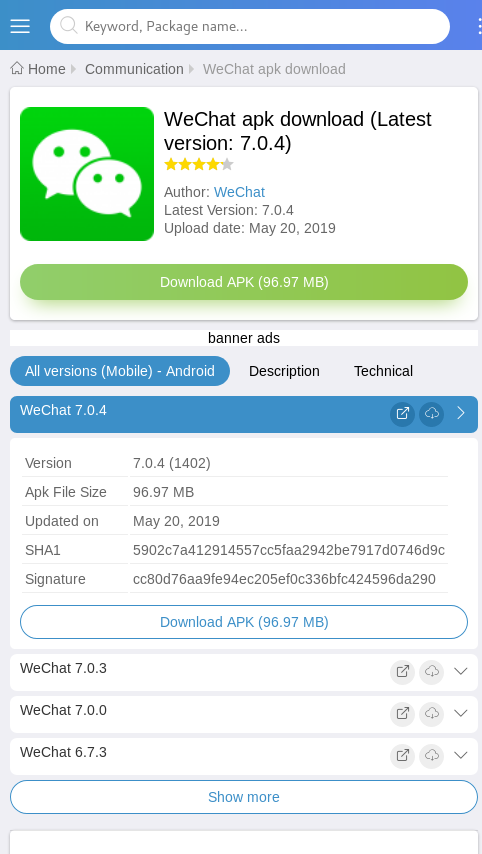 Keyword, Package name...
Home Communication WeChat apk download
WeChat apk download (Latest
version: 7.0.4)
Author: WeChat
Latest Version: 7.0.4
Upload date: May 20, 2019
Download APK (96.97 MB)
banner ads
All versions (Mobile) - Android Description Technical
WeChat 7.0.4
Version 7.0.4 (1402)
Apk File Size 96.97 MB
Updated on May 20, 2019
SHA1 5902c7a412914557cc5faa2942be7917d0746d9c
Signature cc80d76aa9fe94ec205ef0c336bfc424596da290
Download APK (96.97 MB)
WeChat 7.0.3
WeChat 7.0.0
WeChat 6.7.3
Show more